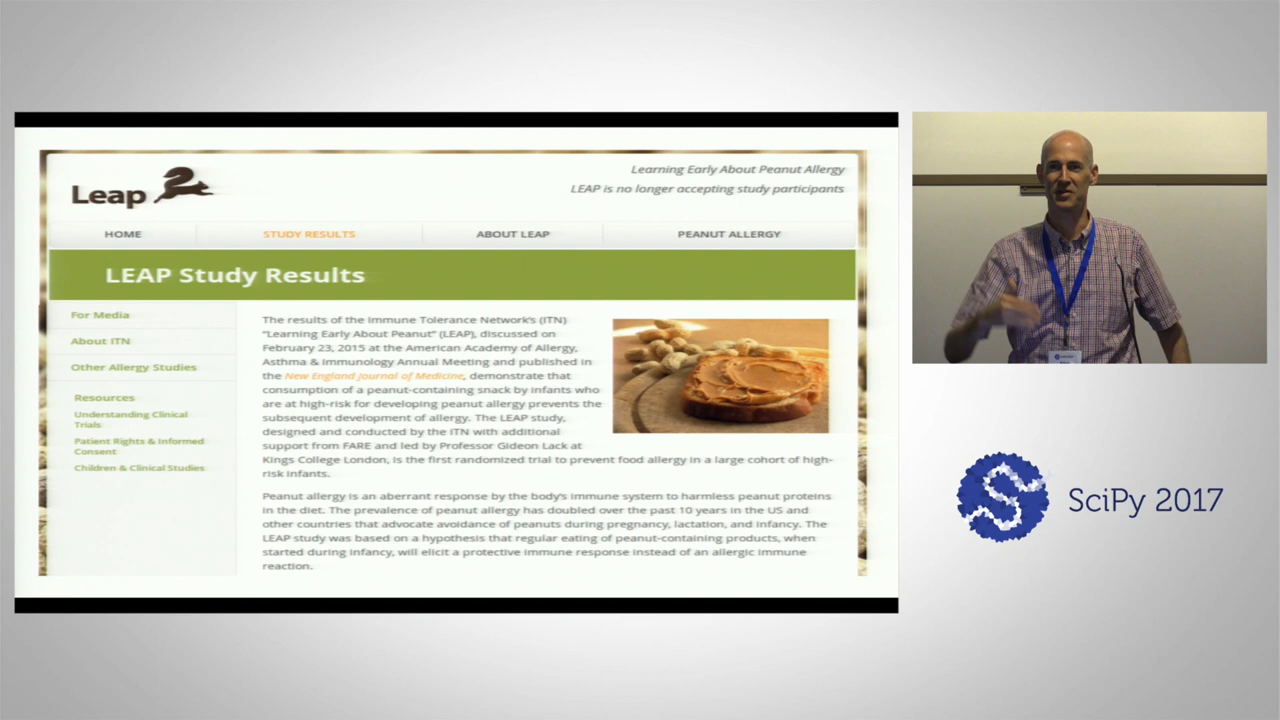 Leap
Learning Early About Peanut Allergy
LEAP is no longer accepting study participants
HOME
STUDY RESULTS
ABOUT LEAP
PEANUT ALLERGY
LEAP Study Results
For Media
About ITN
Other Allergy Studies
Resources
Understanding Clinical
Trials
Patient Rights & Informed
Consent
Children & Clinical Studies
The results of the Immune Tolerance Network's (ITN)
"Learning Early About Peanut" (LEAP), discussed on
February 23, 2015 at the American Academy of Allergy,
Asthma & Immunology Annual Meeting and published in
the New England Journal of Medicine, demonstrate that
consumption of a peanut-containing snack by infants who
are at high-risk for developing peanut allergy prevents the
subsequent development of allergy. The LEAP study,
designed and conducted by the ITN with additional
support from FARE and led by Professor Gideon Lack at
Kings College London, is the first randomized trial to prevent food allergy in a large cohort of high-
risk infants.
Peanut allergy is an aberrant response by the body's immune system to harmless peanut proteins
in the diet. The prevalence of peanut allergy has doubled over the past 10 years in the US and
other countries that advocate avoidance of peanuts during pregnancy, lactation, and infancy. The
LEAP study was based on a hypothesis that regular eating of peanut-containing products, when
started during infancy, will elicit a protective immune response instead of an allergic immune
reaction.
SciPy 2017